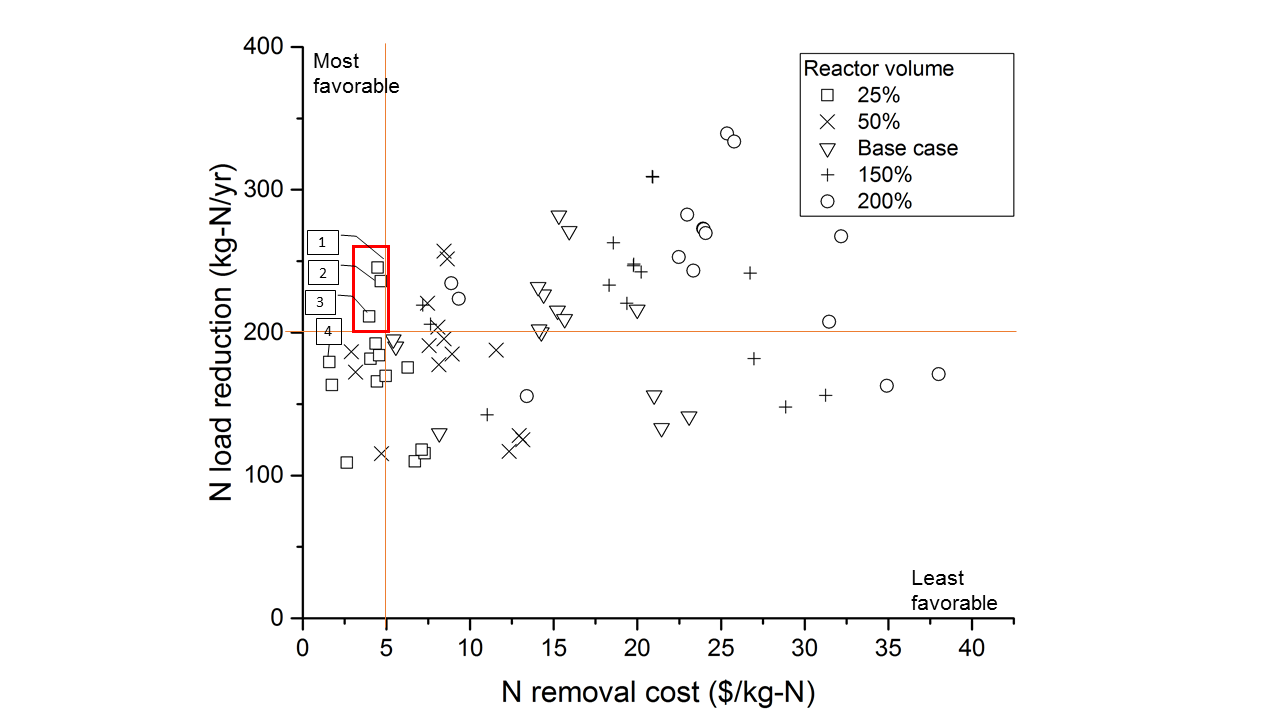 400
Most
favorable
Reactor volume
25%
50%
Base case
150%
200%
300
N load reduction (kg-N/yr)
1
2
3
4
200
100
Least
favorable
0
0 5 10 15 20 25 30 35 40
N removal cost ($/kg-N)